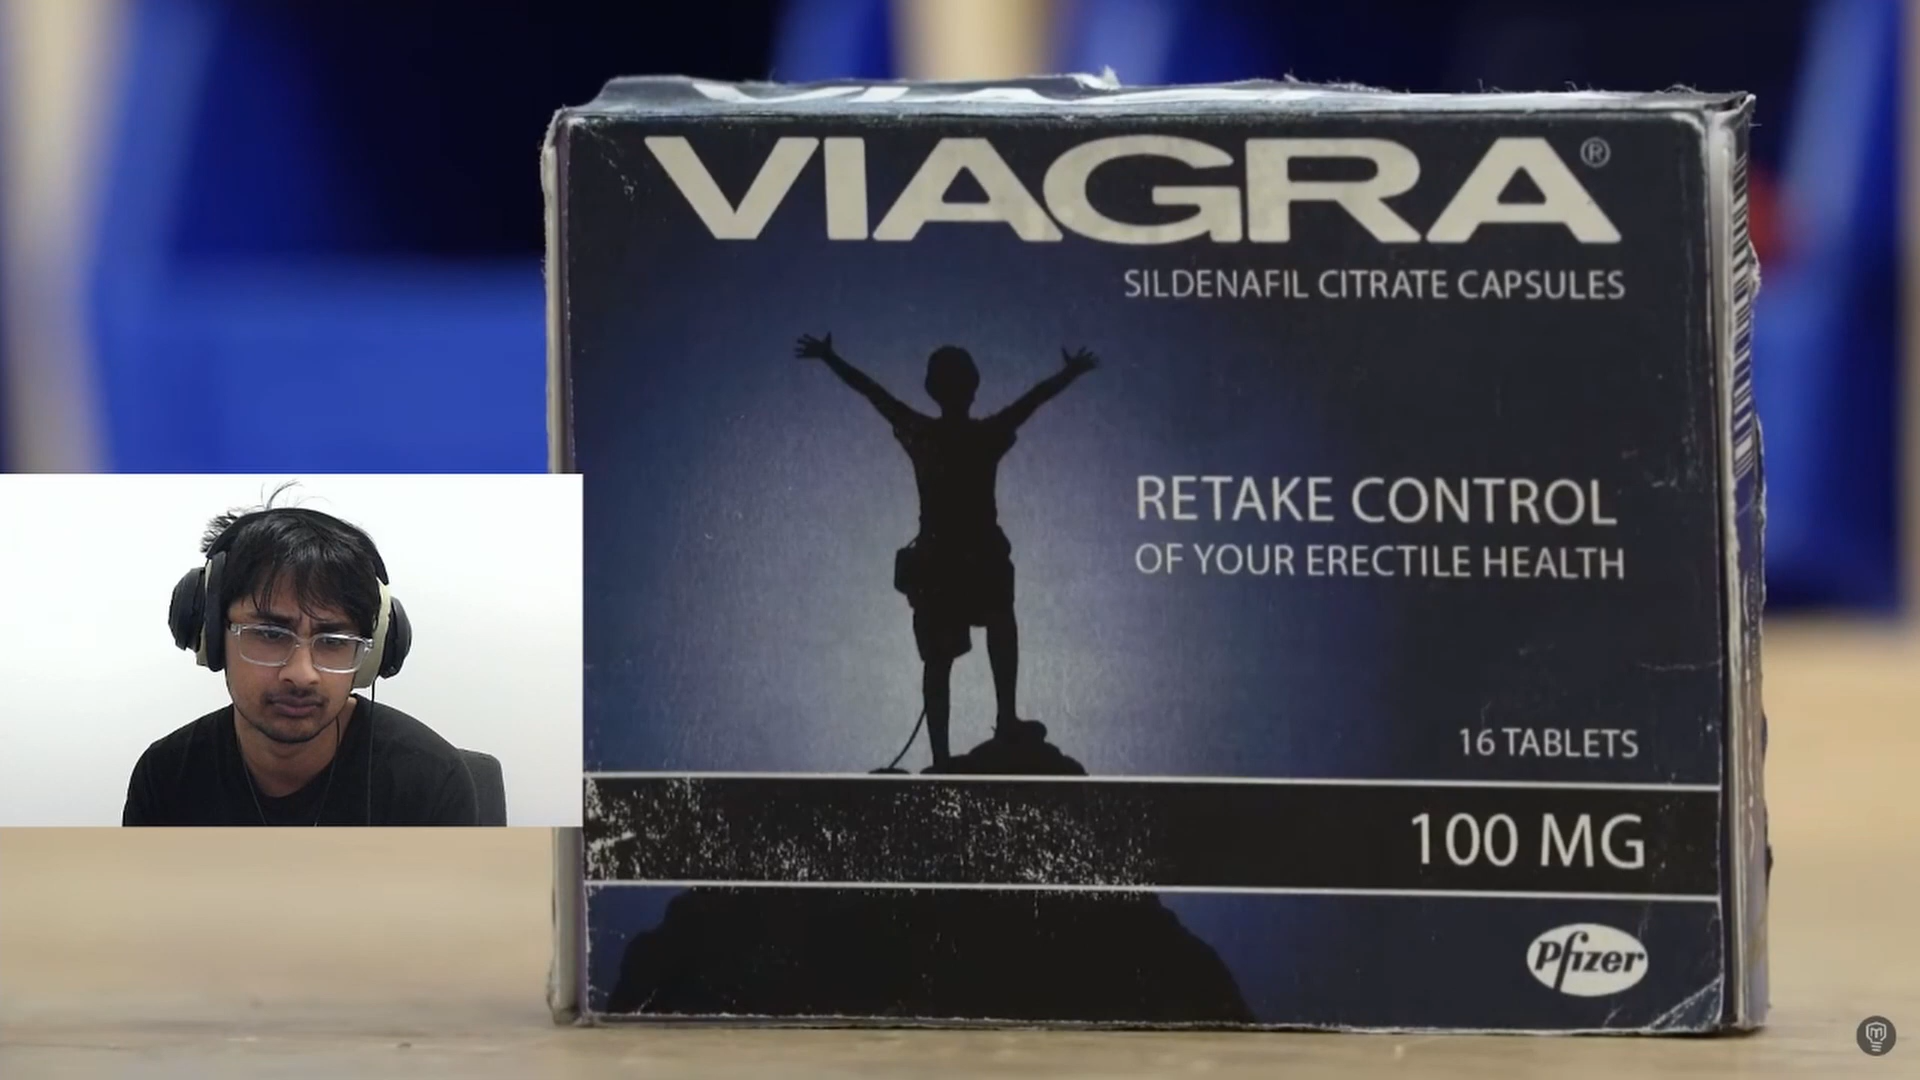 VIAGRA®
SILDENAFIL CITRATE CAPSULES
RETAKE CONTROL
OF YOUR ERECTILE HEALTH
16 TABLETS
100 MG
Pfizer